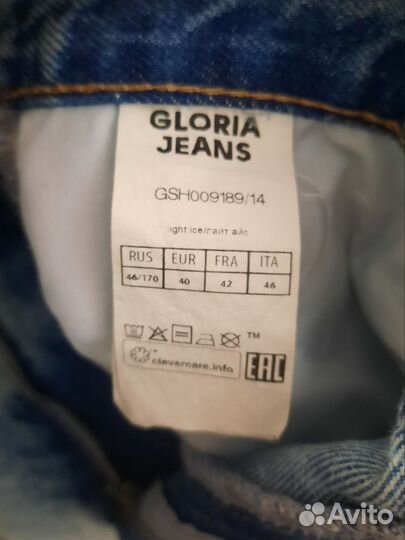 GLORIA
JEANS
GSH009189/14
light ice/лайт айс
RUS EUR FRA ITA
46/170 40 42 46
™
clevercare.info
EAC
Avito